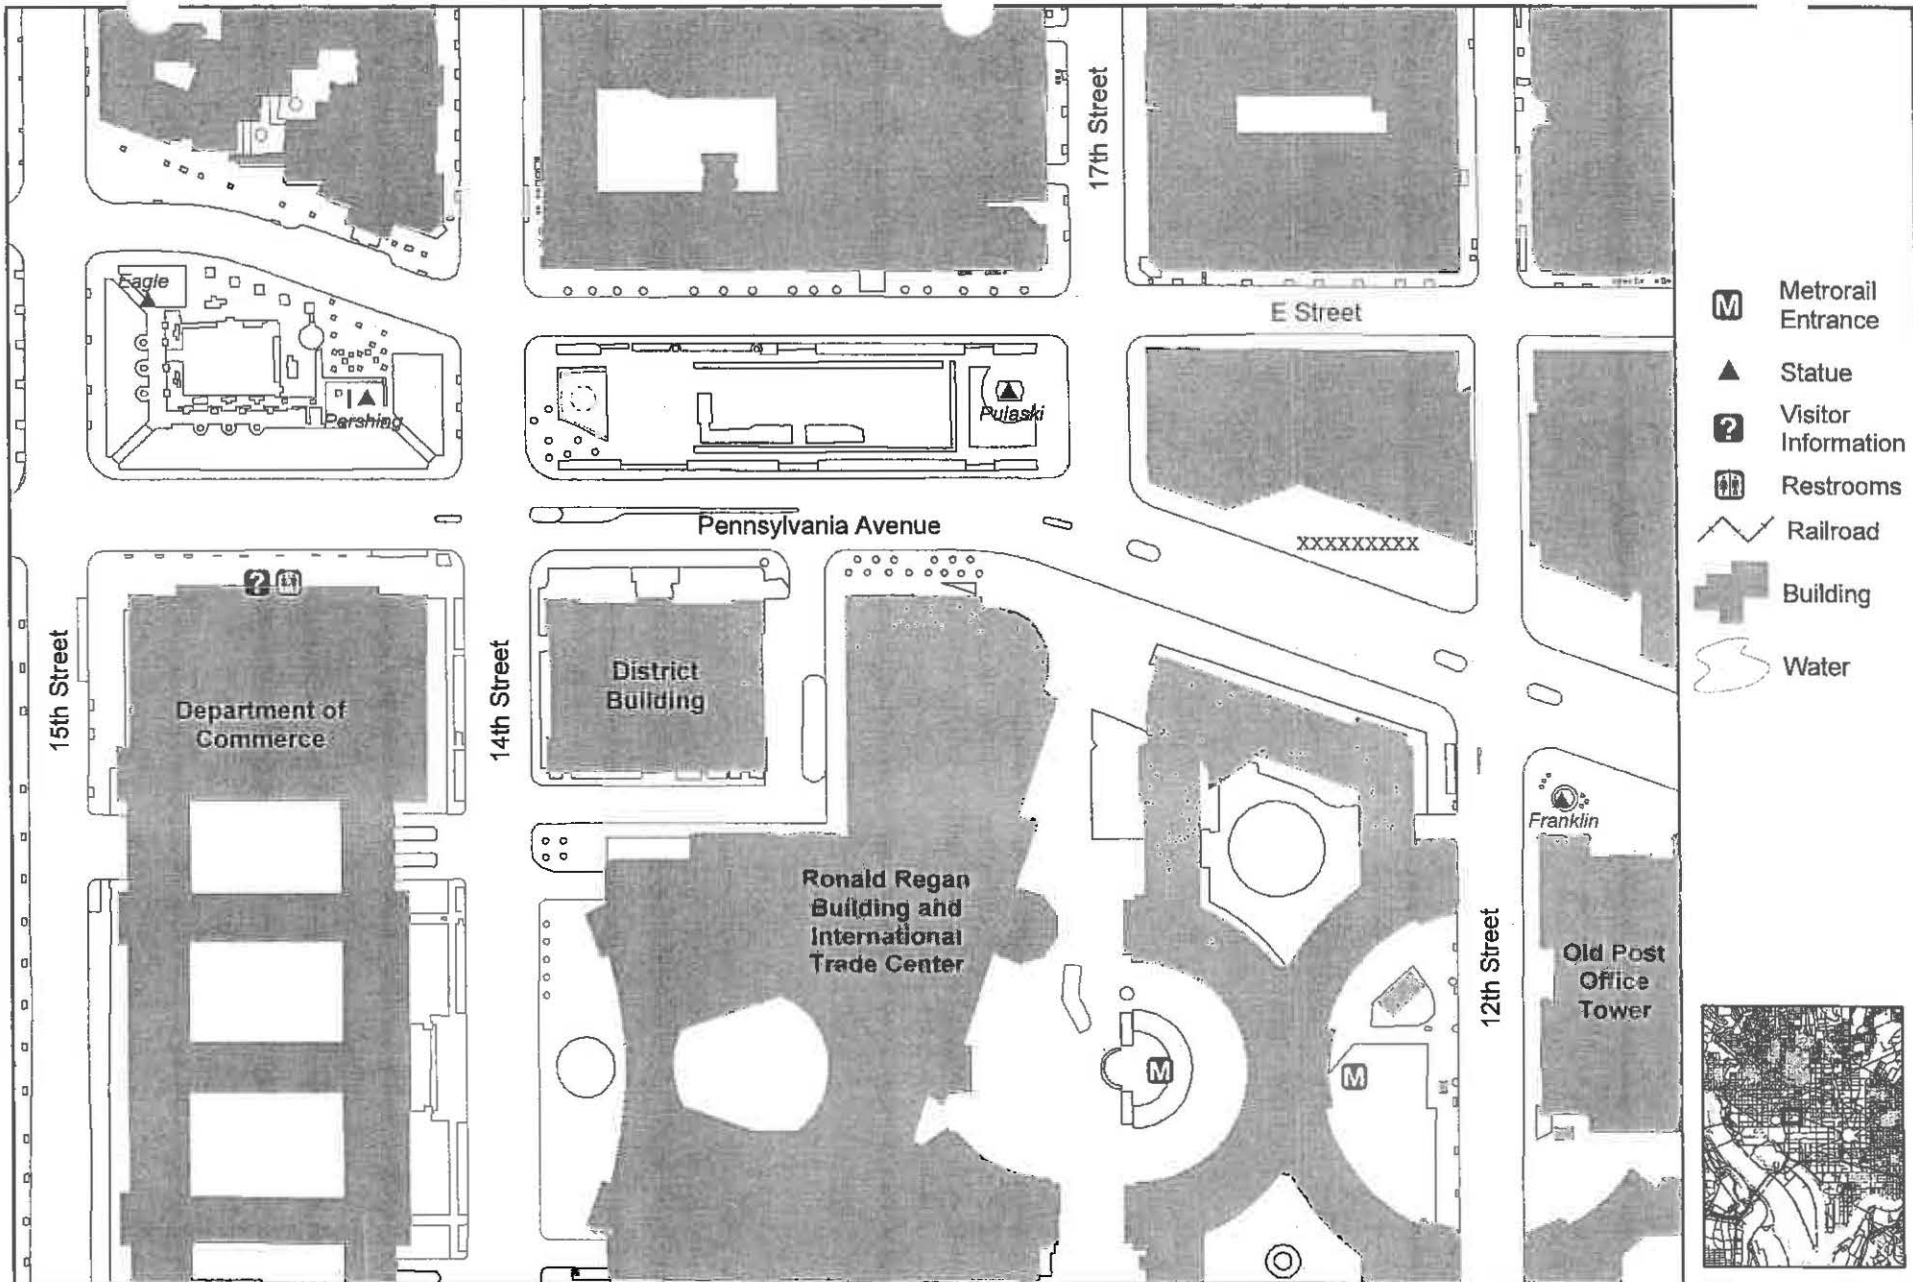 17th Street
Eagle
E Street
Pershing
Pulaski
Pennsylvania Avenue
XXXXXXXXX
?
15th Street
14th Street
Department of
Commerce
District
Building
Franklin
Ronald Regan
Building and
International
Trade Center
12th Street
Old Post
Office
Tower
M
M
M
Metrorail
Entrance
Statue
?
Visitor
Information
Restrooms
Railroad
Building
Water